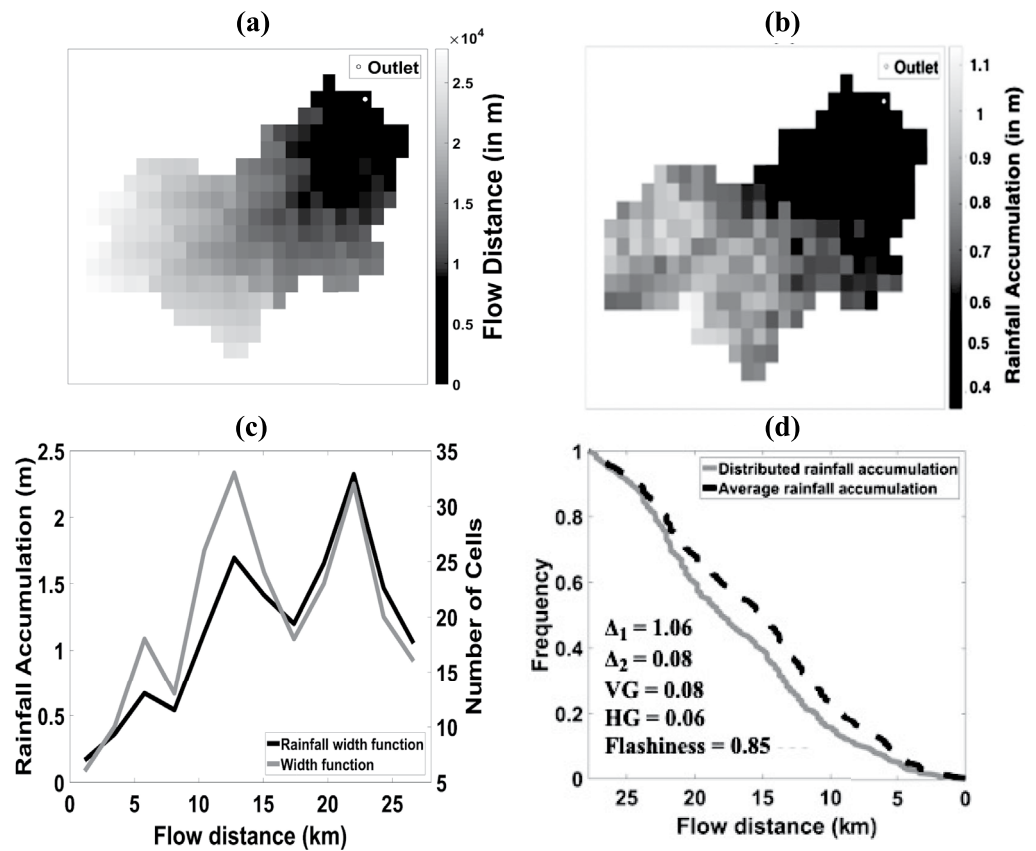 (a)
Outlet
×10⁴
2.5
2
1.5
1
0.5
0
Flow Distance (in m)
(b)
Outlet
1.1
1
0.9
0.8
0.7
0.6
0.5
0.4
Rainfall Accumulation (in m)
(c)
2.5
2
1.5
1
0.5
0
Rainfall Accumulation (m)
35
30
25
20
15
10
5
Number of Cells
Rainfall width function
Width function
0 5 10 15 20 25
Flow distance (km)
(d)
1
0.8
0.6
0.4
0.2
0
Frequency
Distributed rainfall accumulation
Average rainfall accumulation
Δ₁ = 1.06
Δ₂ = 0.08
VG = 0.08
HG = 0.06
Flashiness = 0.85
25 20 15 10 5 0
Flow distance (km)